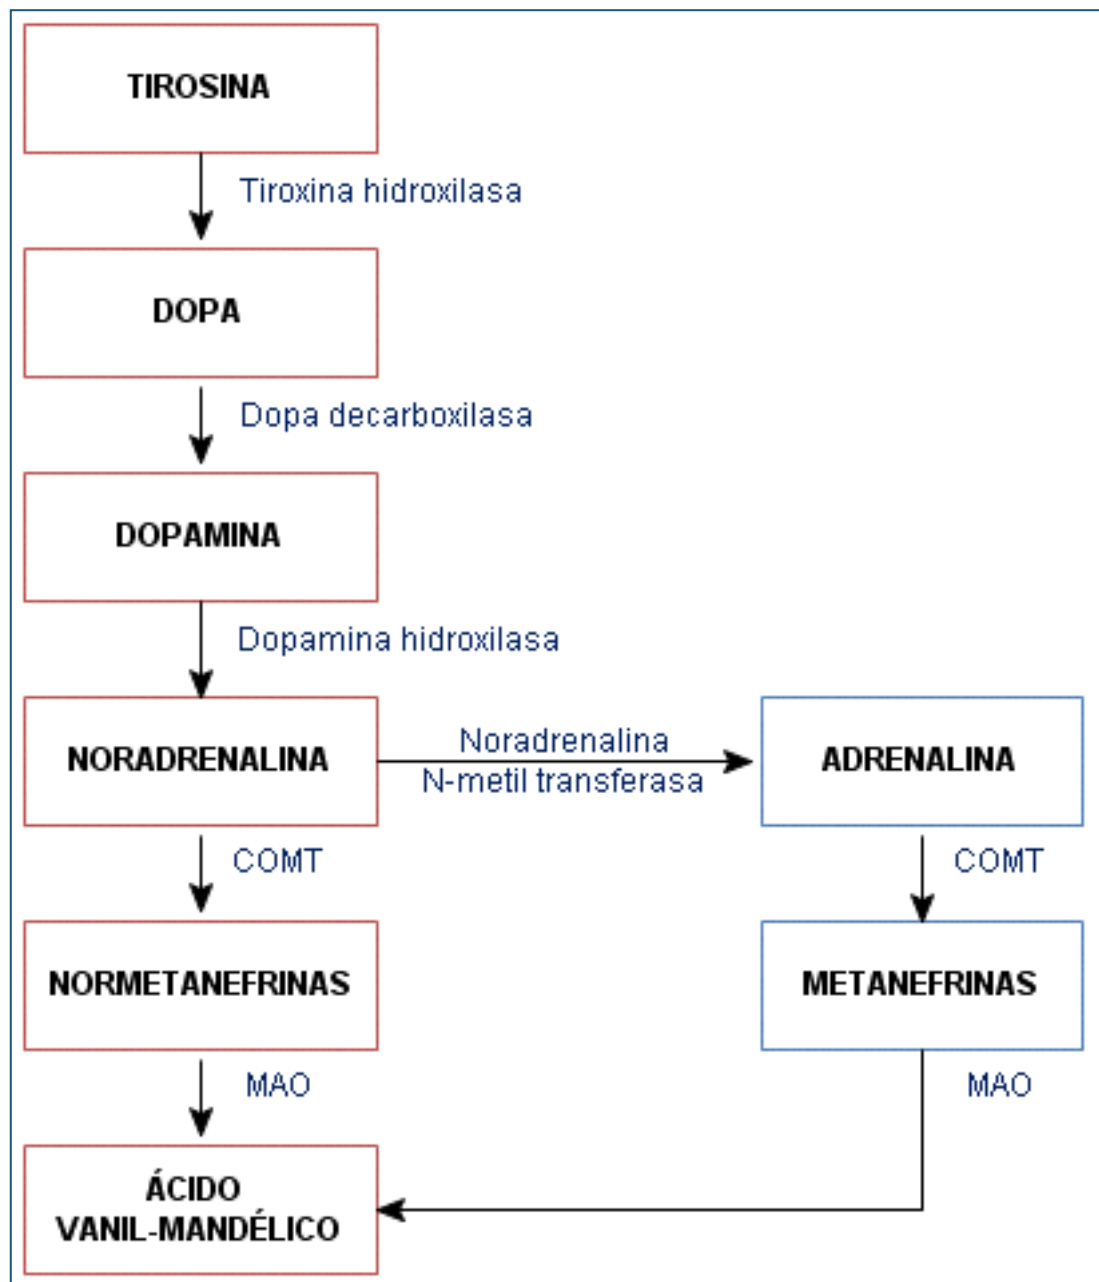 TIROSINA
Tiroxina hidroxilasa
DOPA
Dopa decarboxilasa
DOPAMINA
Dopamina hidroxilasa
NORADRENALINA
Noradrenalina
N-metil transferasa
ADRENALINA
COMT
COMT
NORMETANEFRINAS
METANEFRINAS
MAO
MAO
ÁCIDO
VANIL-MANDÉLICO